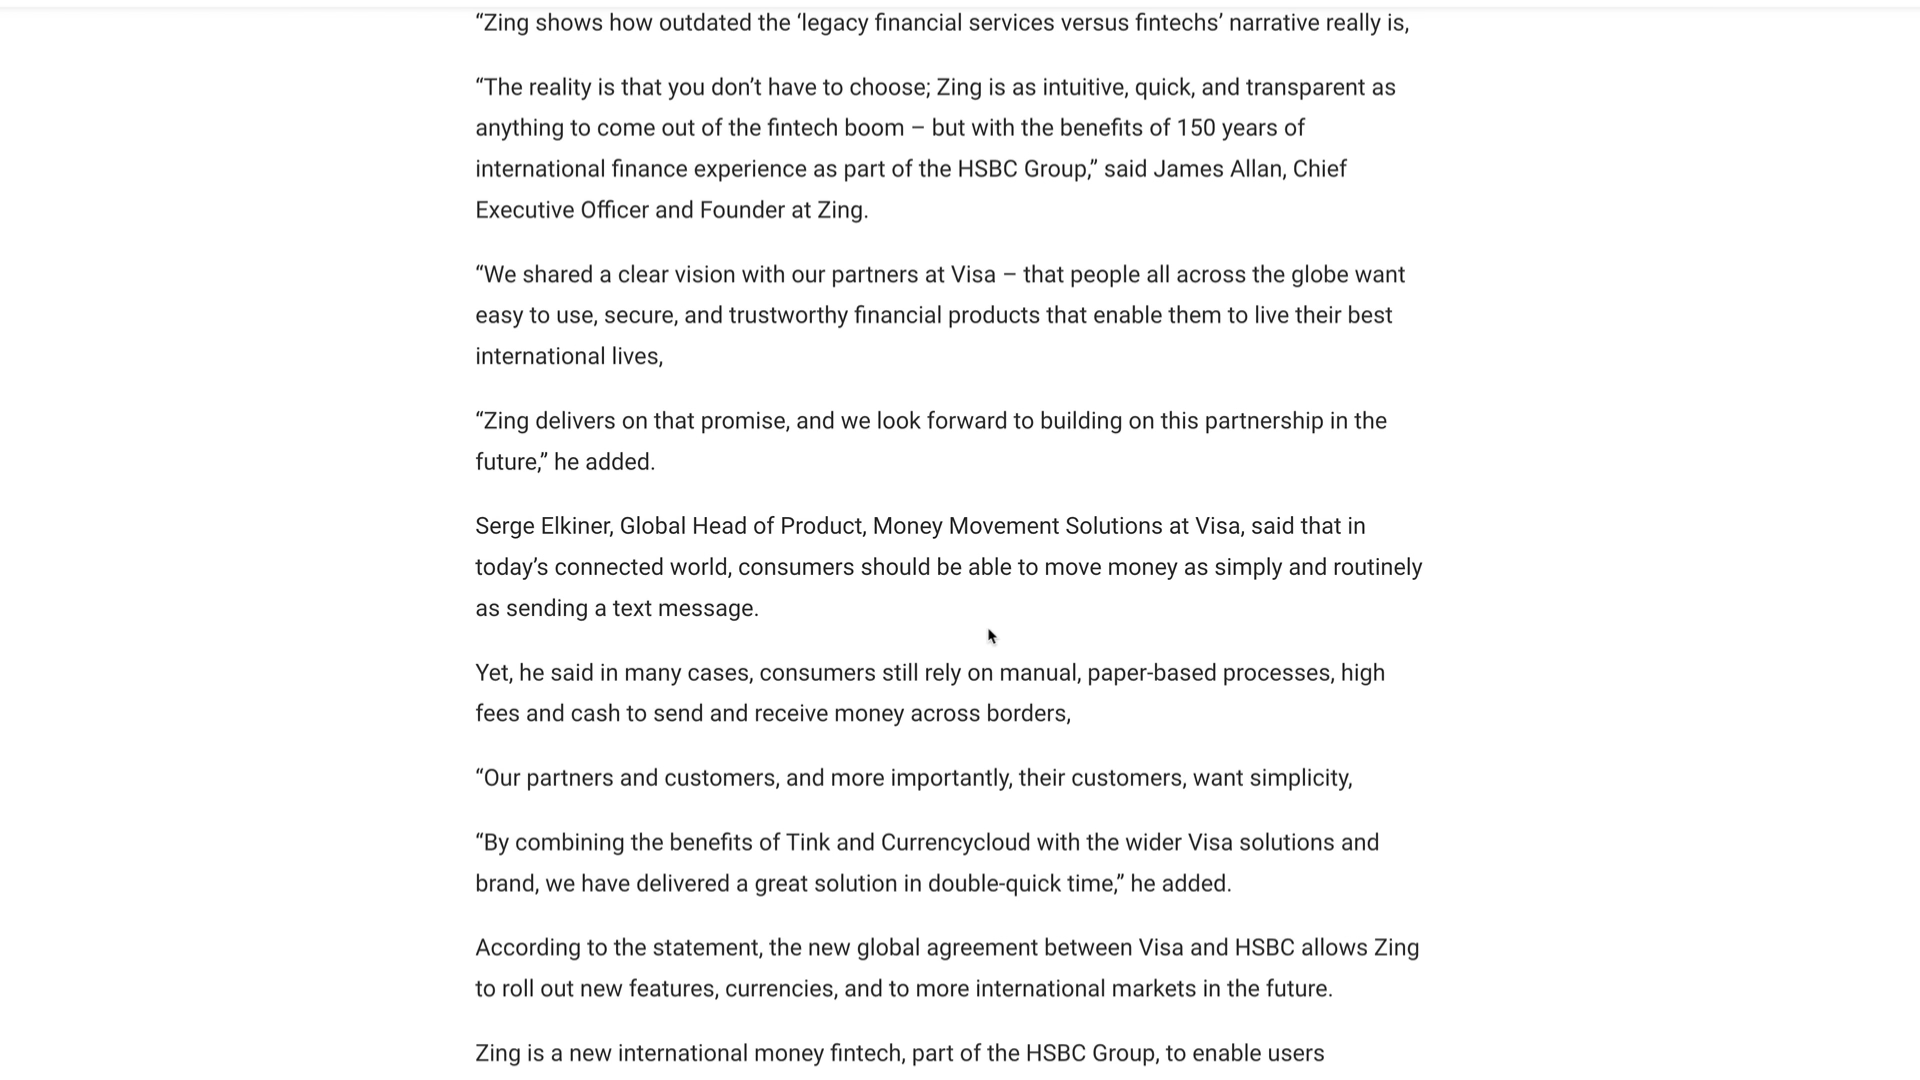 “Zing shows how outdated the ‘legacy financial services versus fintechs’ narrative really is,
“The reality is that you don’t have to choose; Zing is as intuitive, quick, and transparent as
anything to come out of the fintech boom – but with the benefits of 150 years of
international finance experience as part of the HSBC Group,” said James Allan, Chief
Executive Officer and Founder at Zing.
“We shared a clear vision with our partners at Visa – that people all across the globe want
easy to use, secure, and trustworthy financial products that enable them to live their best
international lives,
“Zing delivers on that promise, and we look forward to building on this partnership in the
future,” he added.
Serge Elkiner, Global Head of Product, Money Movement Solutions at Visa, said that in
today’s connected world, consumers should be able to move money as simply and routinely
as sending a text message.
Yet, he said in many cases, consumers still rely on manual, paper-based processes, high
fees and cash to send and receive money across borders,
“Our partners and customers, and more importantly, their customers, want simplicity,
“By combining the benefits of Tink and Currencycloud with the wider Visa solutions and
brand, we have delivered a great solution in double-quick time,” he added.
According to the statement, the new global agreement between Visa and HSBC allows Zing
to roll out new features, currencies, and to more international markets in the future.
Zing is a new international money fintech, part of the HSBC Group, to enable users